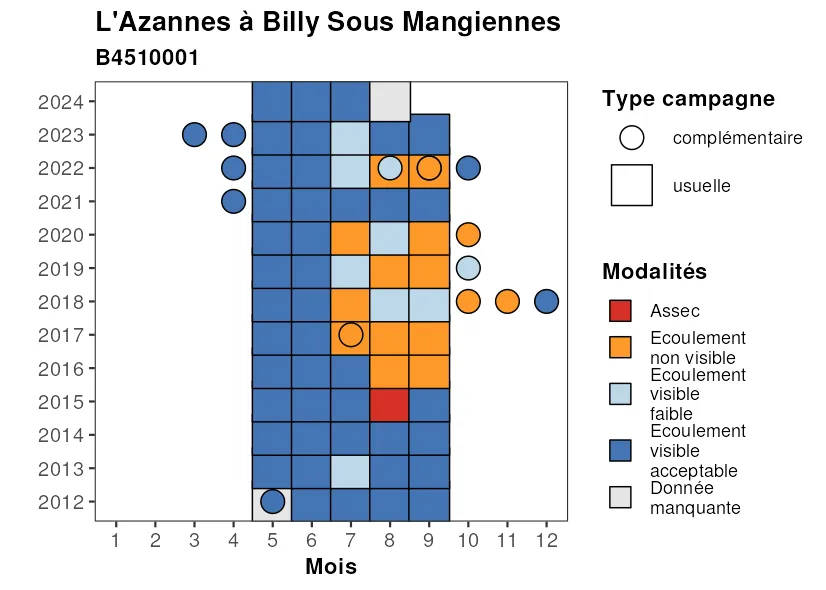 L'Azannes à Billy Sous Mangiennes
B4510001
2024
2023
2022
2021
2020
2019
2018
2017
2016
2015
2014
2013
2012
1 2 3 4 5 6 7 8 9 10 11 12
Mois
Type campagne
complémentaire
usuelle
Modalités
Assec
Ecoulement
non visible
Ecoulement
visible
faible
Ecoulement
visible
acceptable
Donnée
manquante